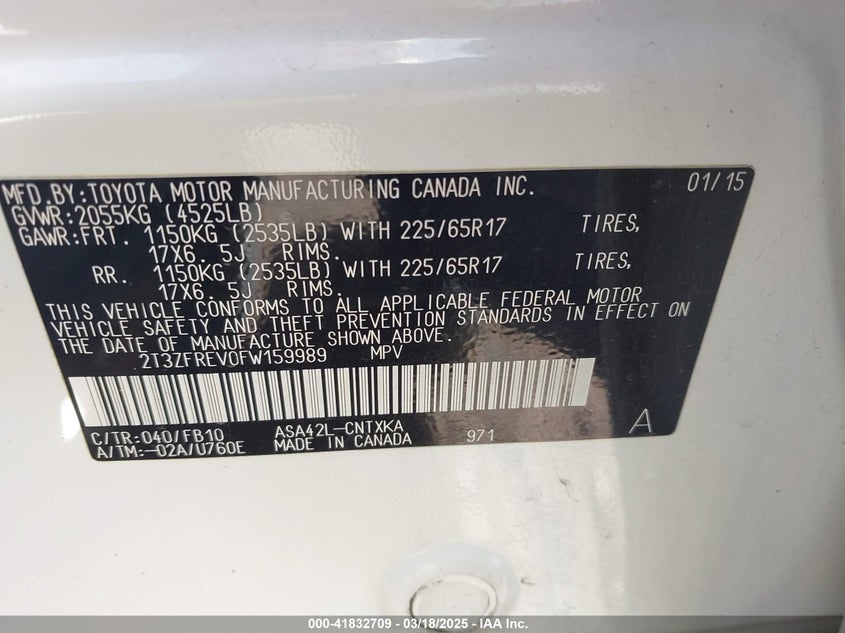 MFD.BY:TOYOTA MOTOR MANUFACTURING CANADA INC. 01/15
GVWR:2055KG (4525LB)
GAWR:FRT. 1150KG (2535LB) WITH 225/65R17 TIRES,
17X6. 5J RIMS.
RR. 1150KG (2535LB) WITH 225/65R17 TIRES,
17X6. 5J RIMS.
THIS VEHICLE CONFORMS TO ALL APPLICABLE FEDERAL MOTOR
VEHICLE SAFETY AND THEFT PREVENTION STANDARDS IN EFFECT ON
THE DATE OF MANUFACTURE SHOWN ABOVE.
2T3ZFREV0FW159989 MPV
C/TR:040/FB10 ASA42L-CNTXKA 971 A
A/TM:-02A/U760E MADE IN CANADA
000-41832709 - 03/18/2025 - IAA Inc.